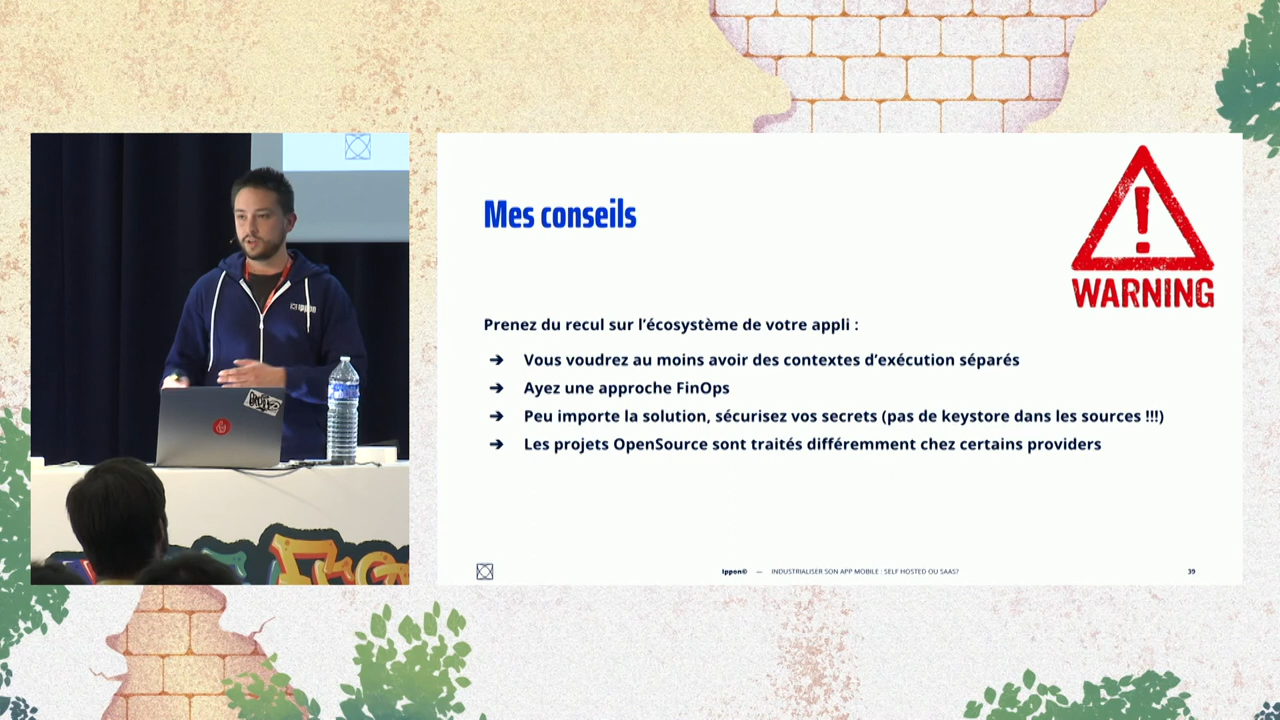 Mes conseils
WARNING
Prenez du recul sur l'écosystème de votre appli :
➔ Vous voudrez au moins avoir des contextes d'exécution séparés
➔ Ayez une approche FinOps
➔ Peu importe la solution, sécurisez vos secrets (pas de keystore dans les sources !!!)
➔ Les projets OpenSource sont traités différemment chez certains providers
Ippon© — INDUSTRIALISER SON APP MOBILE : SELF HOSTED OU SAAS? 39
ippon